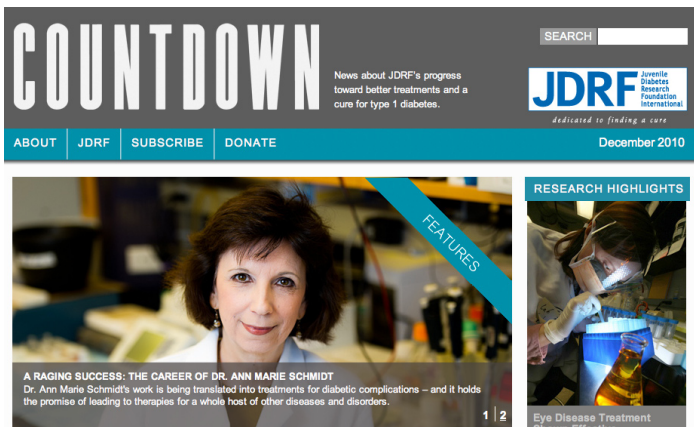 COUNTDOWN
News about JDRF's progress
toward better treatments and a
cure for type 1 diabetes.
SEARCH
JDRF
Juvenile
Diabetes
Research
Foundation
International
dedicated to finding a cure
ABOUT
JDRF
SUBSCRIBE
DONATE
December 2010
FEATURES
A RAGING SUCCESS: THE CAREER OF DR. ANN MARIE SCHMIDT
Dr. Ann Marie Schmidt's work is being translated into treatments for diabetic complications – and it holds
the promise of leading to therapies for a whole host of other diseases and disorders.
1 | 2
RESEARCH HIGHLIGHTS
Eye Disease Treatment